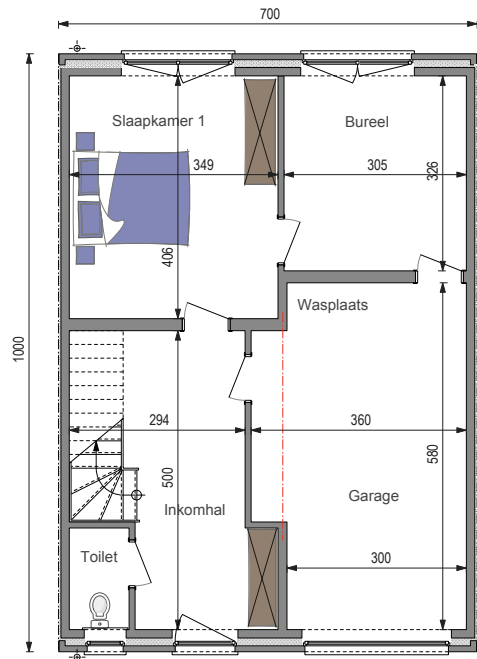 700
Slaapkamer 1
Bureel
349
305
326
406
Wasplaats
1000
294
360
500
580
Inkomhal
Garage
Toilet
300